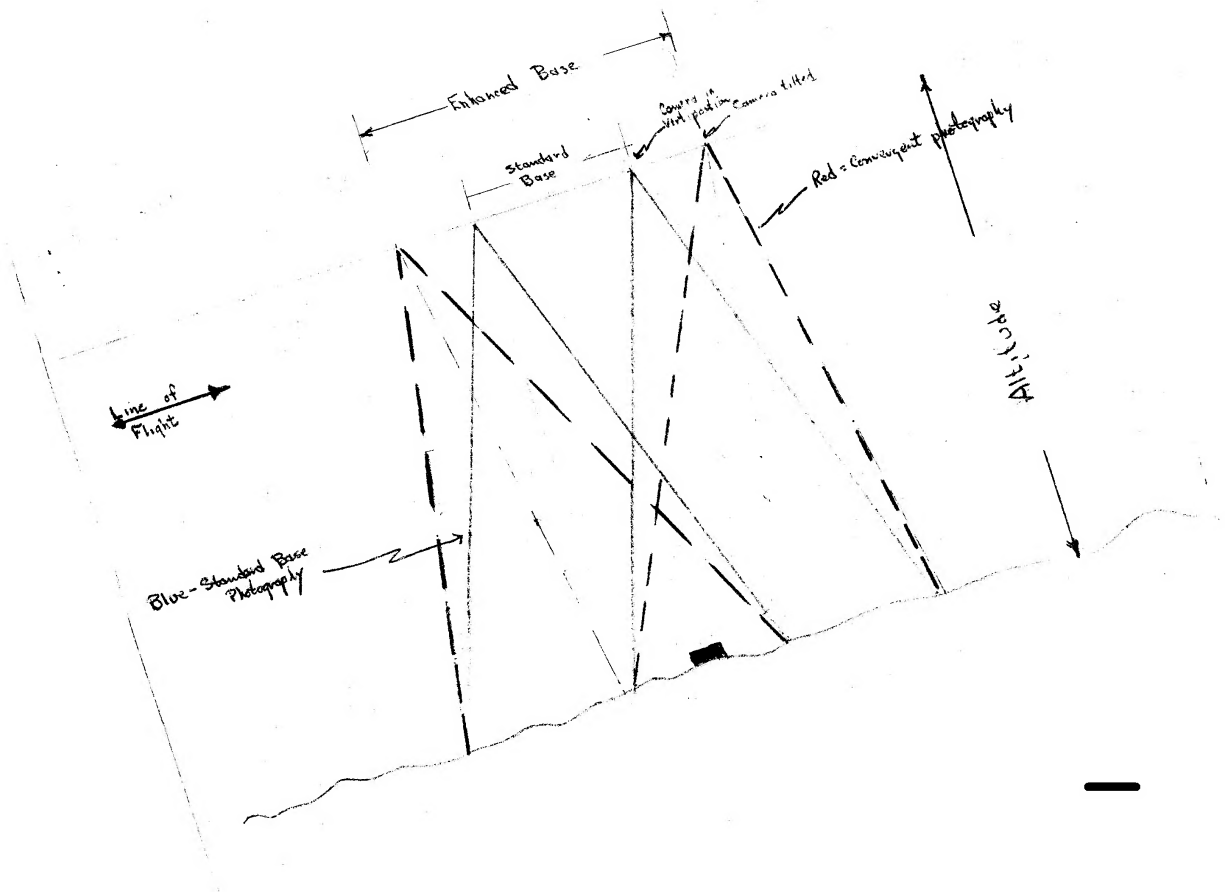 Enhanced Base
Standard
Base
Camera in
Vert. position
Camera tilted
Red = Convergent photography
Altitude
Line of
Flight
Blue - Standard Base
Photography